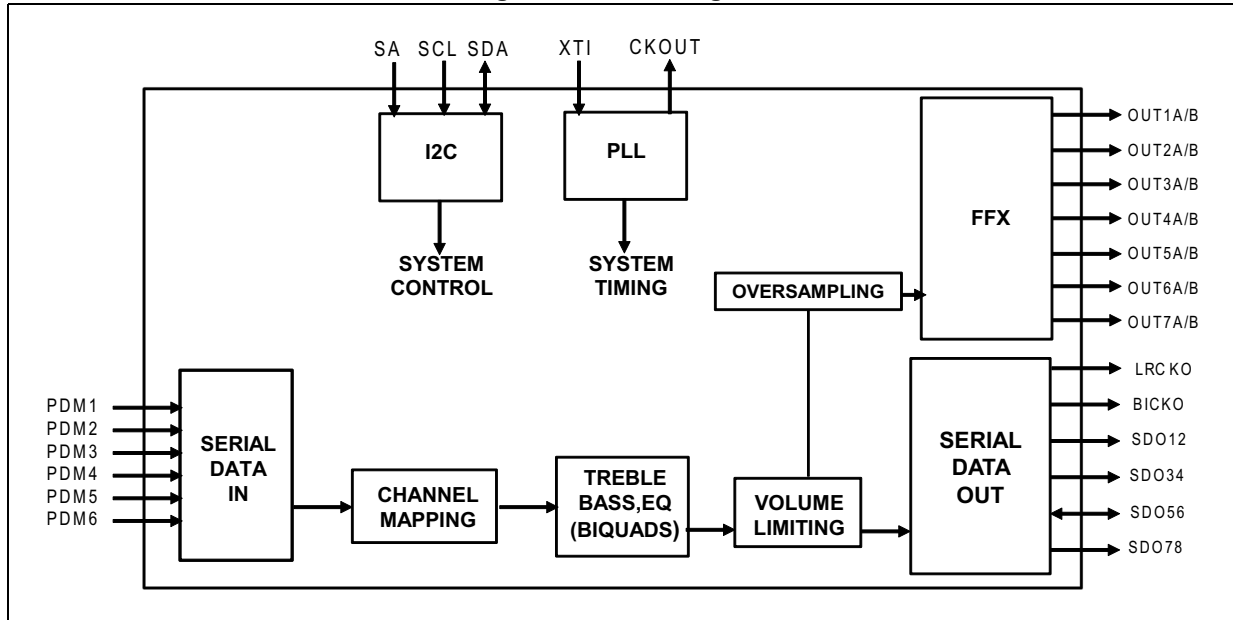 SA SCL SDA XTI CKOUT
I2C
PLL
SYSTEM
CONTROL
SYSTEM
TIMING
OVERSAMPLING
FFX
OUT1A/B
OUT2A/B
OUT3A/B
OUT4A/B
OUT5A/B
OUT6A/B
OUT7A/B
PDM1
PDM2
PDM3
PDM4
PDM5
PDM6
SERIAL
DATA
IN
CHANNEL
MAPPING
TREBLE
BASS,EQ
(BIQUADS)
VOLUME
LIMITING
SERIAL
DATA
OUT
LRCKO
BICKO
SDO12
SDO34
SDO56
SDO78